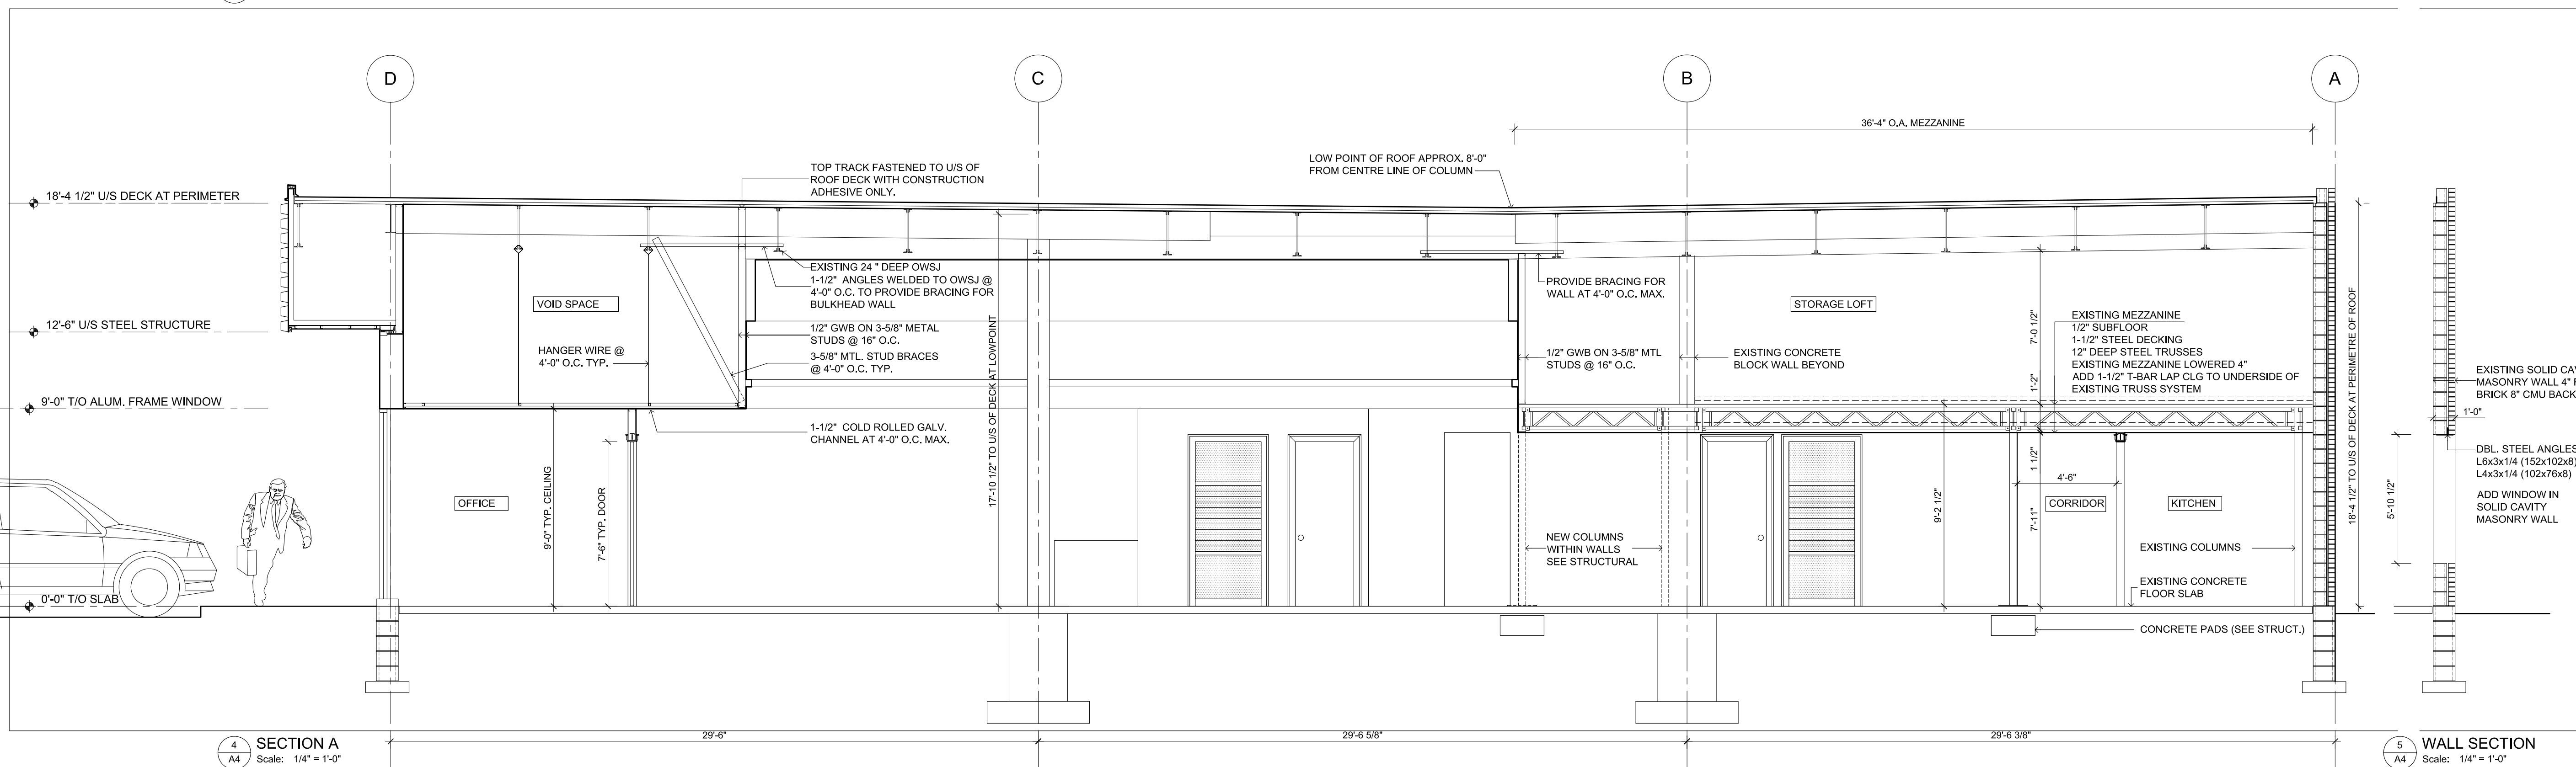 D
C
B
A
36'-4" O.A. MEZZANINE
18'-4 1/2" U/S DECK AT PERIMETER
12'-6" U/S STEEL STRUCTURE
9'-0" T/O ALUM. FRAME WINDOW
0'-0" T/O SLAB
TOP TRACK FASTENED TO U/S OF
ROOF DECK WITH CONSTRUCTION
ADHESIVE ONLY.
LOW POINT OF ROOF APPROX. 8'-0"
FROM CENTRE LINE OF COLUMN
VOID SPACE
HANGER WIRE @
4'-0" O.C. TYP.
EXISTING 24 " DEEP OWSJ
1-1/2" ANGLES WELDED TO OWSJ @
4'-0" O.C. TO PROVIDE BRACING FOR
BULKHEAD WALL
1/2" GWB ON 3-5/8" METAL
STUDS @ 16" O.C.
3-5/8" MTL. STUD BRACES
@ 4'-0" O.C. TYP.
1-1/2" COLD ROLLED GALV.
CHANNEL AT 4'-0" O.C. MAX.
OFFICE
9'-0" TYP. CEILING
7'-6" TYP. DOOR
17'-10 1/2" TO U/S OF DECK AT LOWPOINT
PROVIDE BRACING FOR
WALL AT 4'-0" O.C. MAX.
1/2" GWB ON 3-5/8" MTL
STUDS @ 16" O.C.
EXISTING CONCRETE
BLOCK WALL BEYOND
STORAGE LOFT
EXISTING MEZZANINE
1/2" SUBFLOOR
1-1/2" STEEL DECKING
12" DEEP STEEL TRUSSES
EXISTING MEZZANINE LOWERED 4"
ADD 1-1/2" T-BAR LAP CLG TO UNDERSIDE OF
EXISTING TRUSS SYSTEM
7'-0 1/2"
1'-2"
1 1/2"
7'-11"
9'-2 1/2"
4'-6"
CORRIDOR
KITCHEN
NEW COLUMNS
WITHIN WALLS
SEE STRUCTURAL
EXISTING COLUMNS
EXISTING CONCRETE
FLOOR SLAB
CONCRETE PADS (SEE STRUCT.)
18'-4 1/2" TO U/S OF DECK AT PERIMETRE OF ROOF
EXISTING SOLID CA
MASONRY WALL 4"
BRICK 8" CMU BACK
1'-0"
DBL. STEEL ANGLES
L6x3x1/4 (152x102x8)
L4x3x1/4 (102x76x8)
ADD WINDOW IN
SOLID CAVITY
MASONRY WALL
5'-10 1/2"
29'-6"
29'-6 5/8"
29'-6 3/8"
4
A4
SECTION A
Scale: 1/4" = 1'-0"
5
A4
WALL SECTION
Scale: 1/4" = 1'-0"